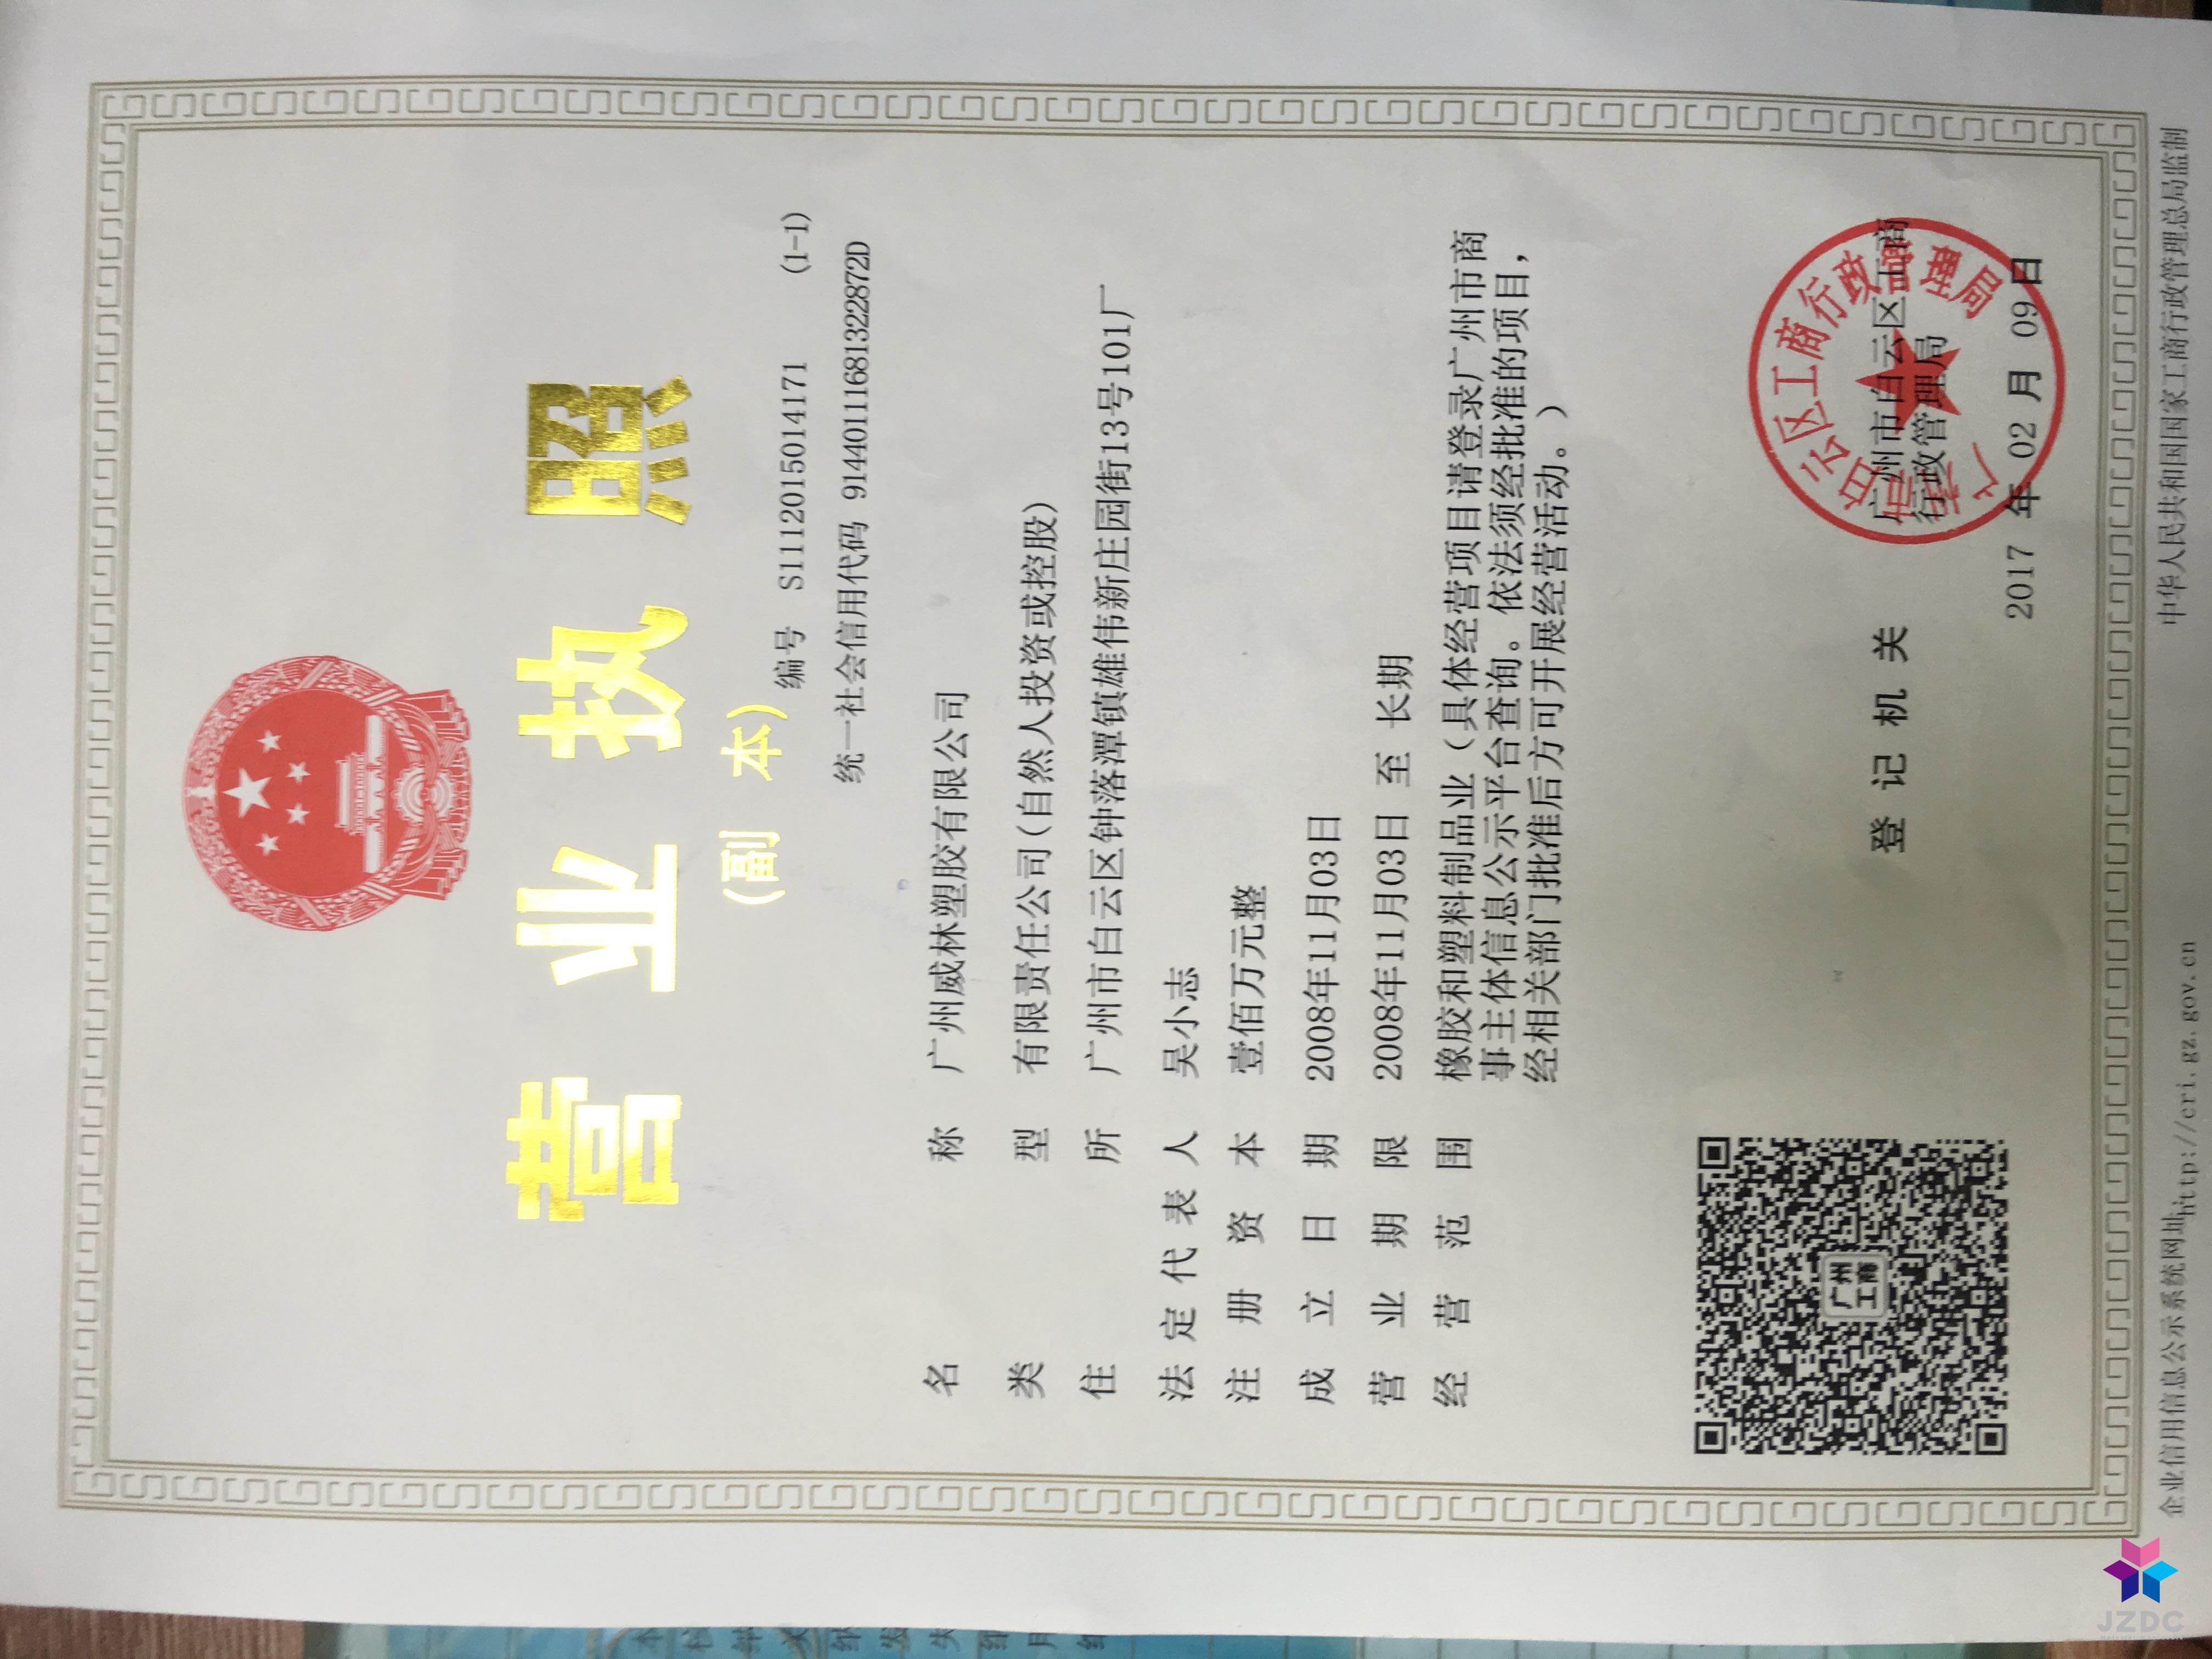 营业执照
(副 本)
编号 S1112015014171 (1-1)
统一社会信用代码 91440111681322872D
名称 广州威林塑胶有限公司
类型 有限责任公司(自然人投资或控股)
住所 广州市白云区钟落潭镇雄伟新庄园街13号101厂
法定代表人 吴小志
注册资本 壹佰万元整
成立日期 2008年11月03日
营业期限 2008年11月03日 至 长期
经营范围 橡胶和塑料制品业（具体经营项目请登录广州市商
事主体信息公示平台查询。依法须经批准的项目，
经相关部门批准后方可开展经营活动。）
广州
工商
登记机关
广州市白云区工商
行政管理局
2017 年 02 月 09日
企业信用信息公示系统网址:
http://cri.gz.gov.cn
中华人民共和国国家工商行政管理总局监制
JZDC